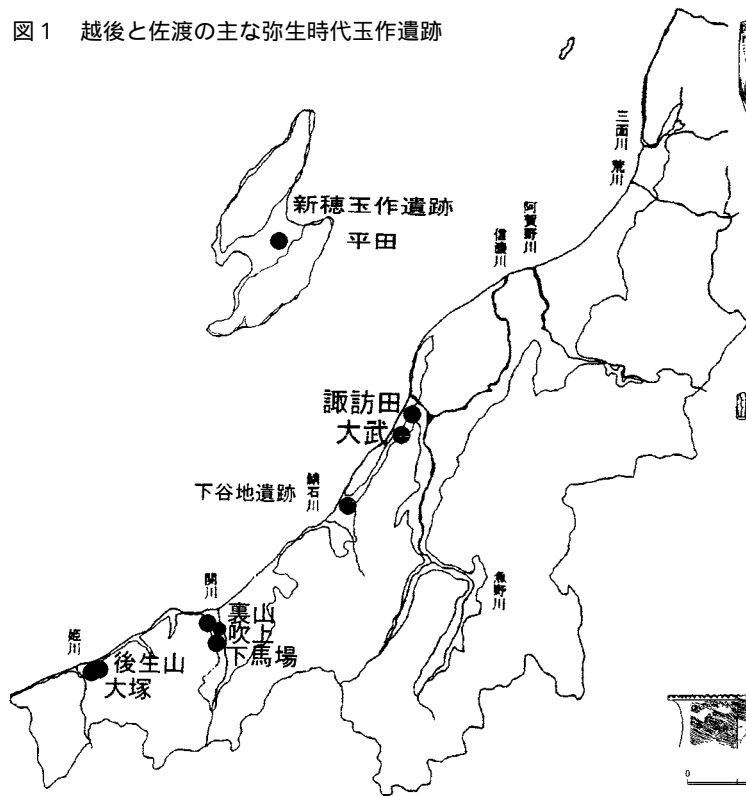 図1 越後と佐渡の主な弥生時代玉作遺跡
三面川
荒川
新穂玉作遺跡
平田
阿賀野川
信濃川
諏訪田
大武
下谷地遺跡
鯖石川
魚野川
関川
裏山
吹上
下馬場
姫川
後生山
大塚
0